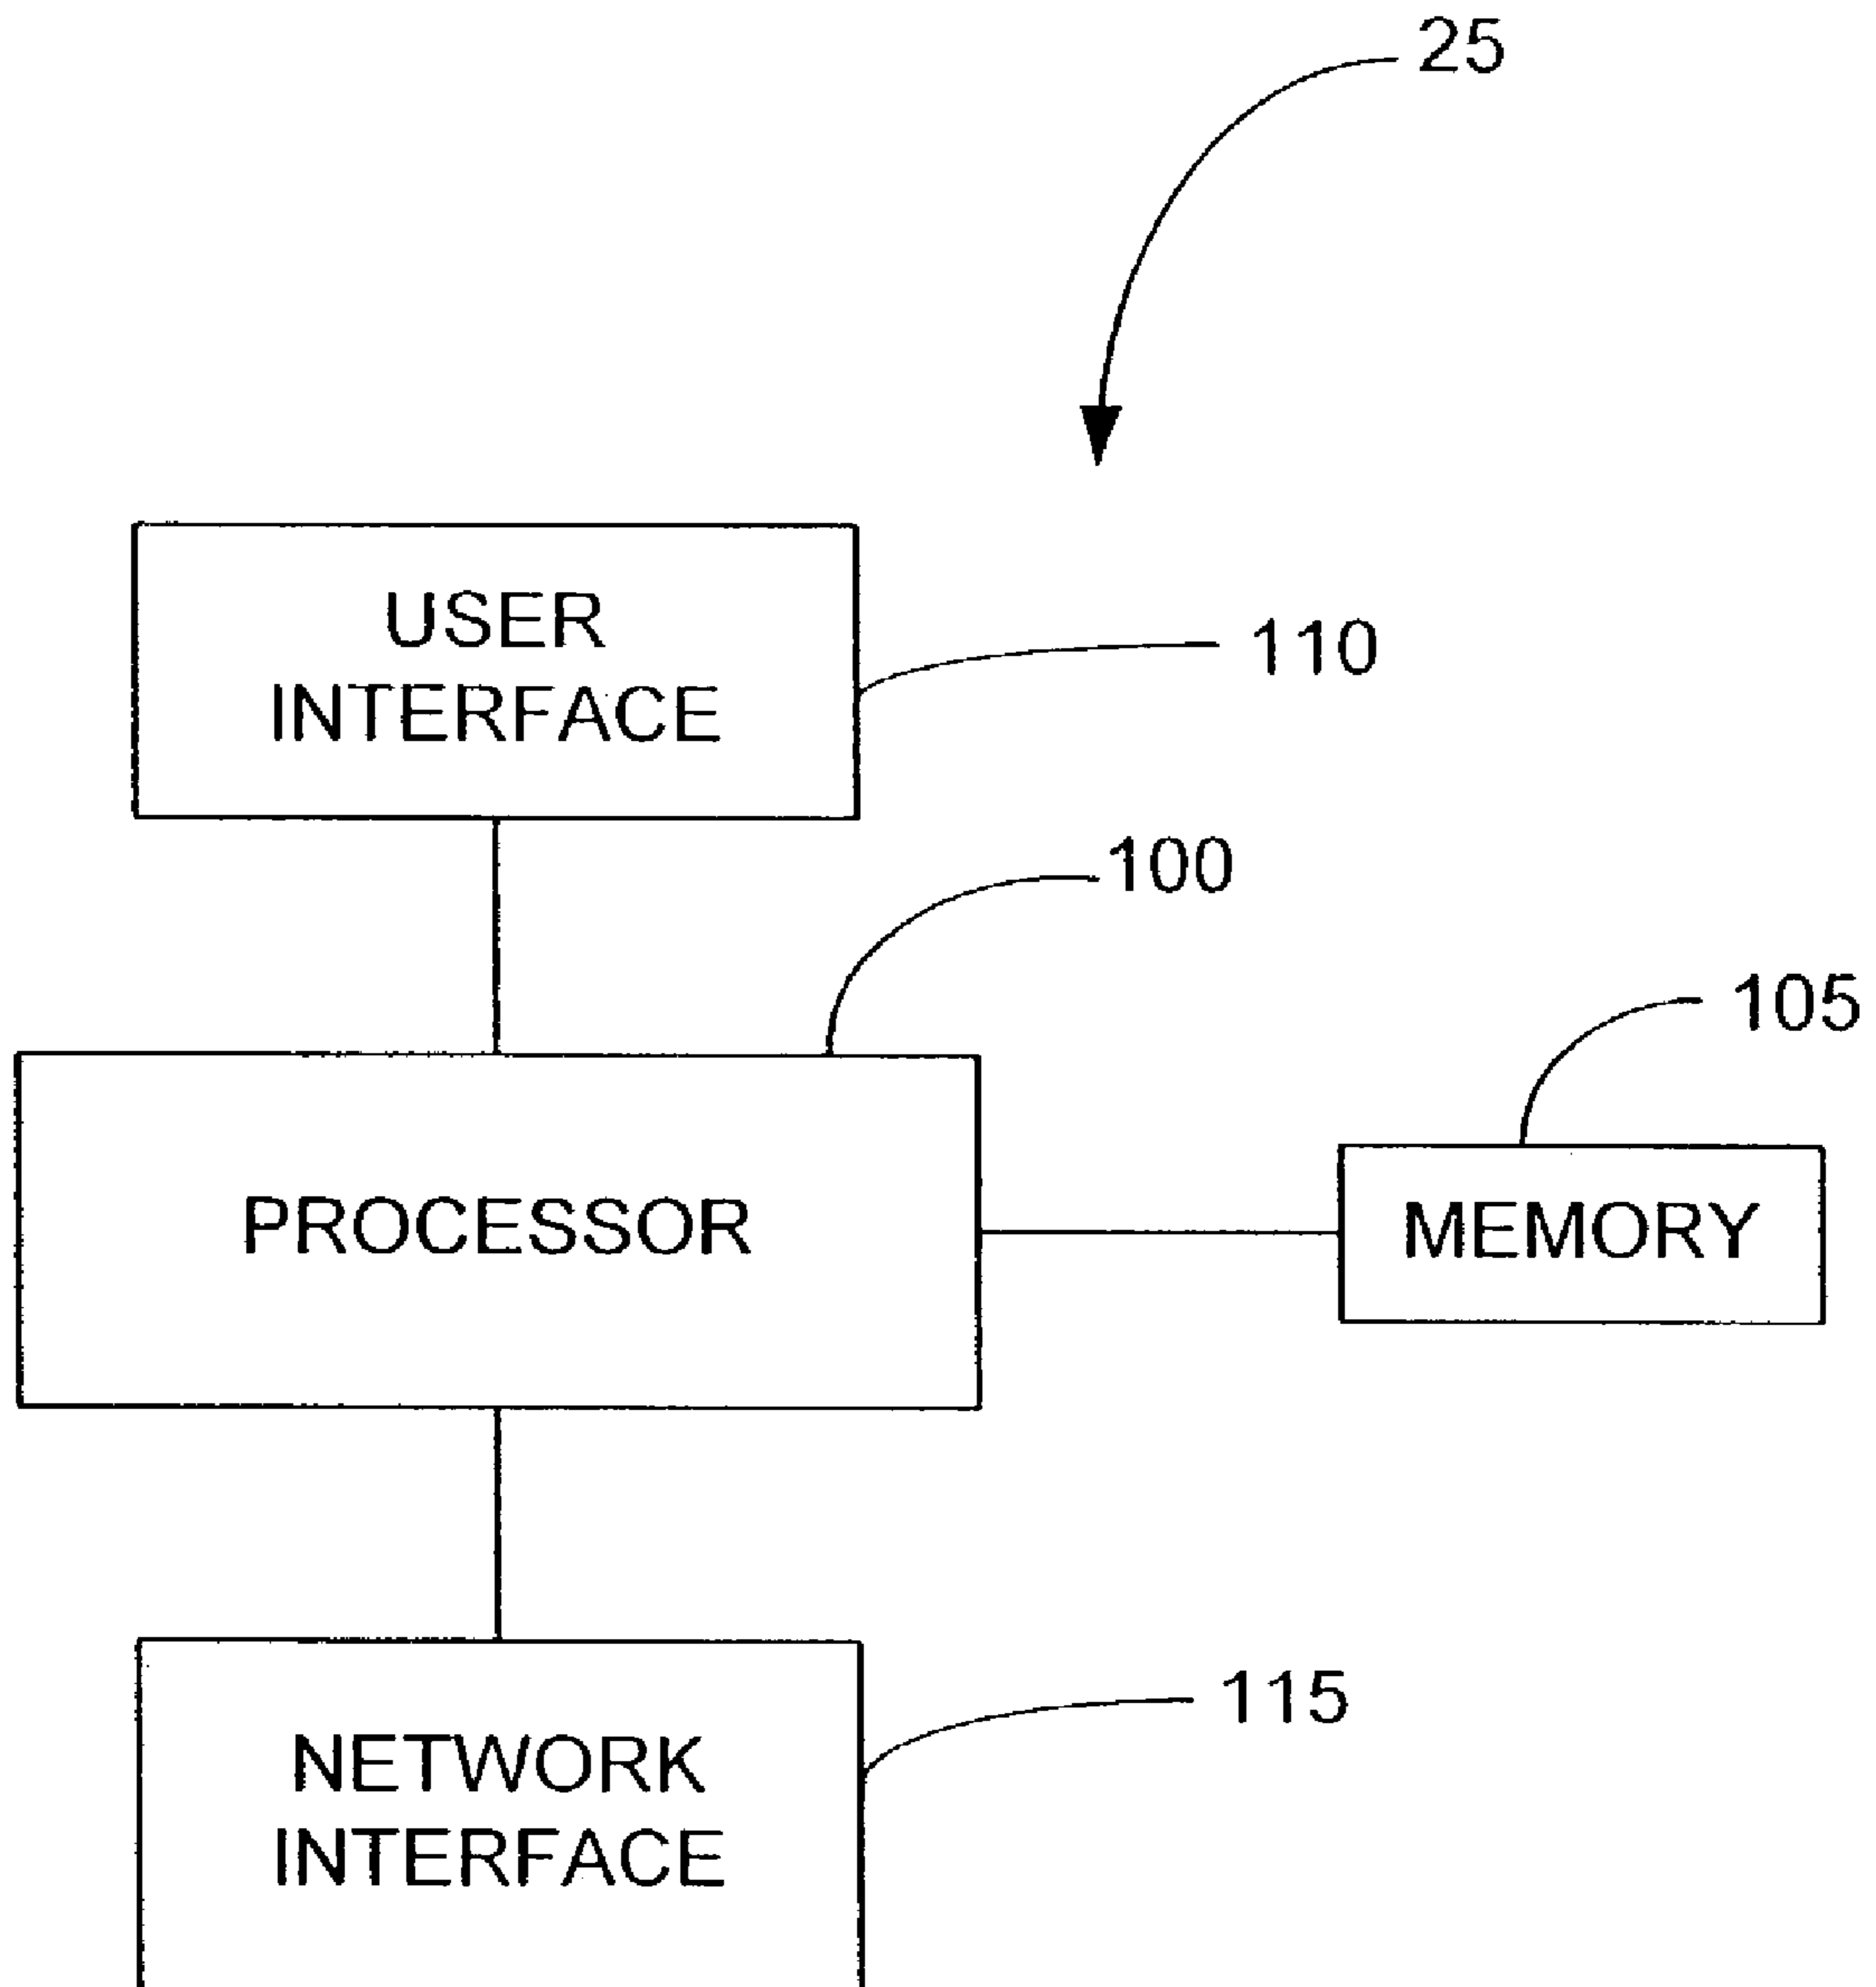 25
USER
INTERFACE
110
100
105
PROCESSOR
MEMORY
115
NETWORK
INTERFACE